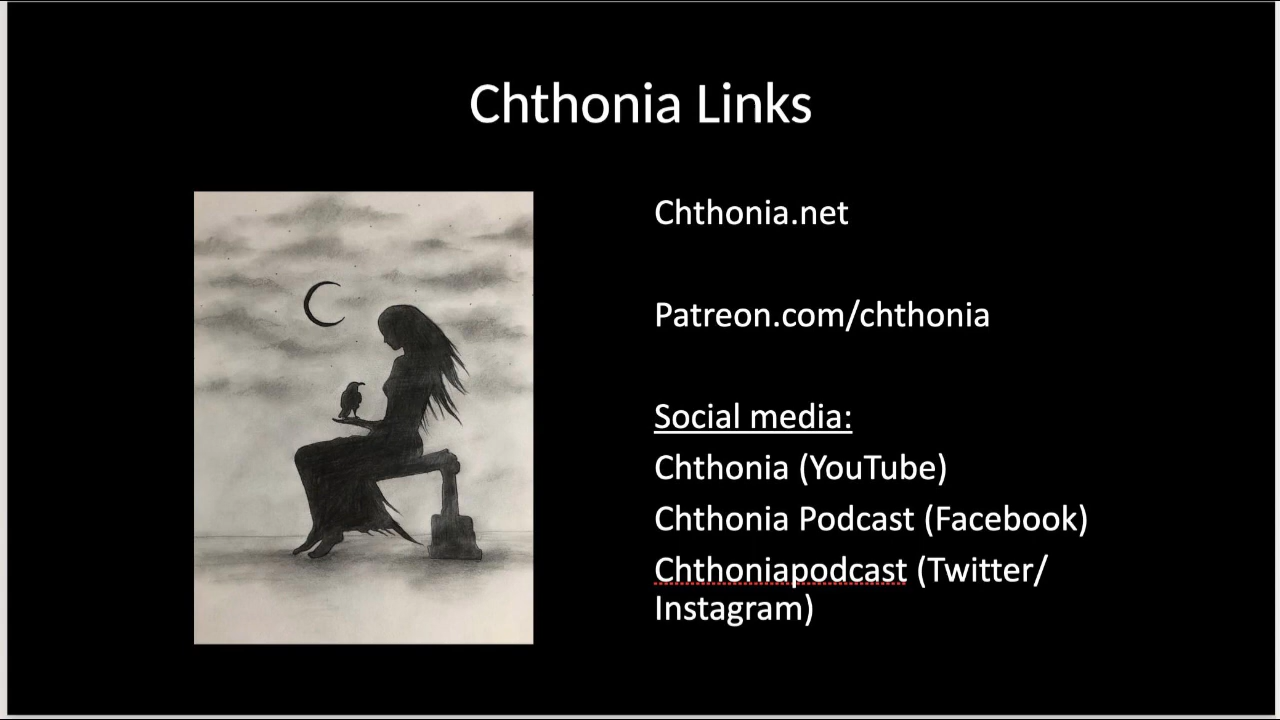 Chthonia Links
Chthonia.net
Patreon.com/chthonia
Social media:
Chthonia (YouTube)
Chthonia Podcast (Facebook)
Chthoniapodcast (Twitter/
Instagram)